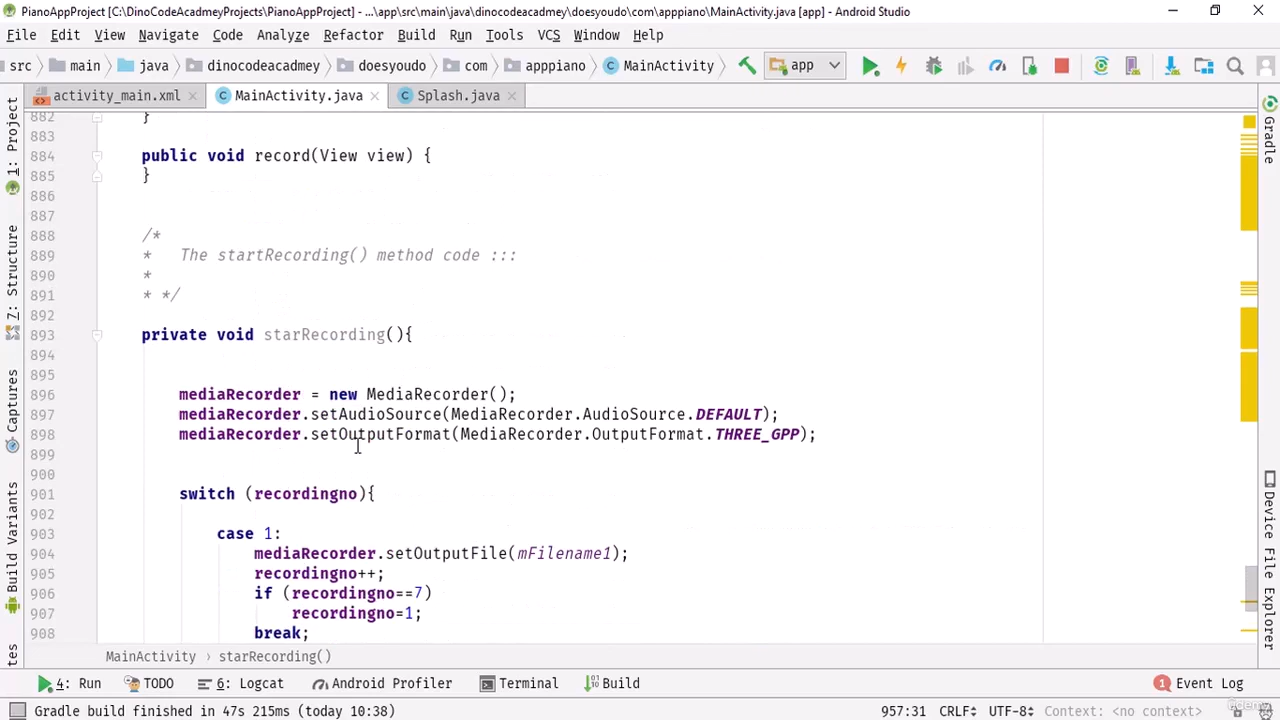 PianoAppProject [C:\DinoCodeAcadmeyProjects\PianoAppProject] - ...\app\src\main\java\dinocodeacadmey\doesyoudo\com\apppiano\MainActivity.java [app] - Android Studio
File Edit View Navigate Code Analyze Refactor Build Run Tools VCS Window Help
src main java dinocodeacadmey doesyoudo com apppiano MainActivity app
activity_main.xml MainActivity.java Splash.java
1: Project
Z: Structure
Captures
Build Variants
Gradle
Device File Explorer
882 }
883
884 public void record(View view) {
885 }
886
887
888 /*
889 * The startRecording() method code :::
890 *
891 * */
892
893 private void starRecording(){
894
895
896 mediaRecorder = new MediaRecorder();
897 mediaRecorder.setAudioSource(MediaRecorder.AudioSource.DEFAULT);
898 mediaRecorder.setOutputFormat(MediaRecorder.OutputFormat.THREE_GPP);
899
900
901 switch (recordingno){
902
903 case 1:
904 mediaRecorder.setOutputFile(mFilename1);
905 recordingno++;
906 if (recordingno==7)
907 recordingno=1;
908 break;
MainActivity › starRecording()
4: Run TODO 6: Logcat Android Profiler Terminal Build 1 Event Log
Gradle build finished in 47s 215ms (today 10:38) 957:31 CRLF UTF-8 Context: <no context>